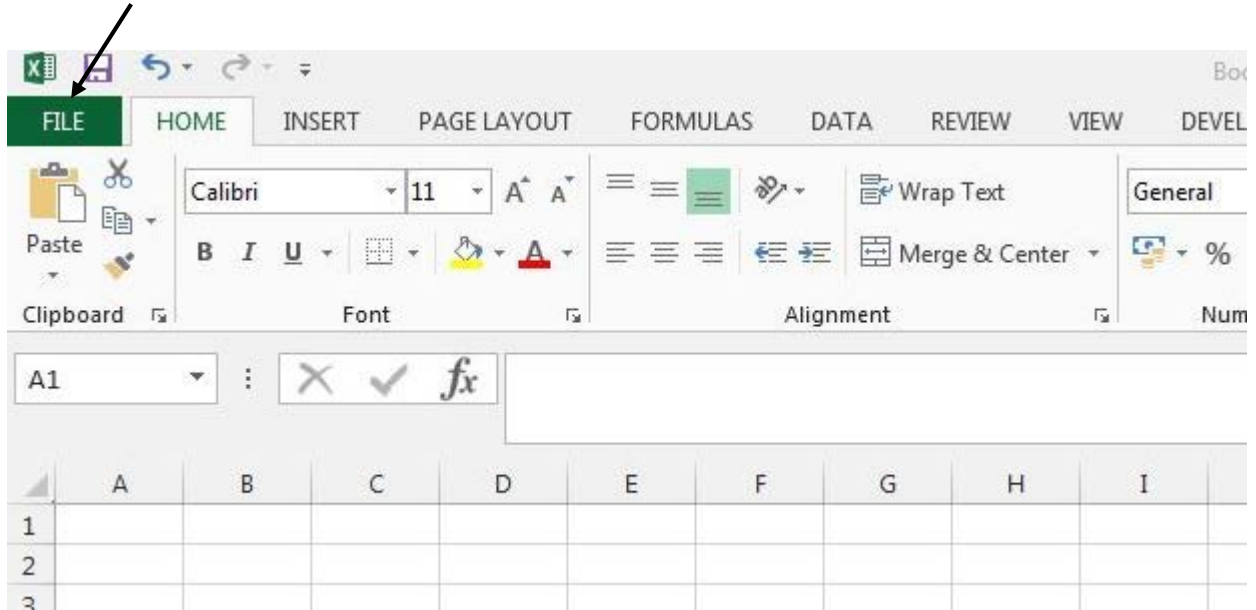 Boo
FILE HOME INSERT PAGE LAYOUT FORMULAS DATA REVIEW VIEW DEVEL
Calibri 11 A A Wrap Text General
Paste B I U A Merge & Center %
Clipboard Font Alignment Num
A1 fx
A B C D E F G H I
1
2
3